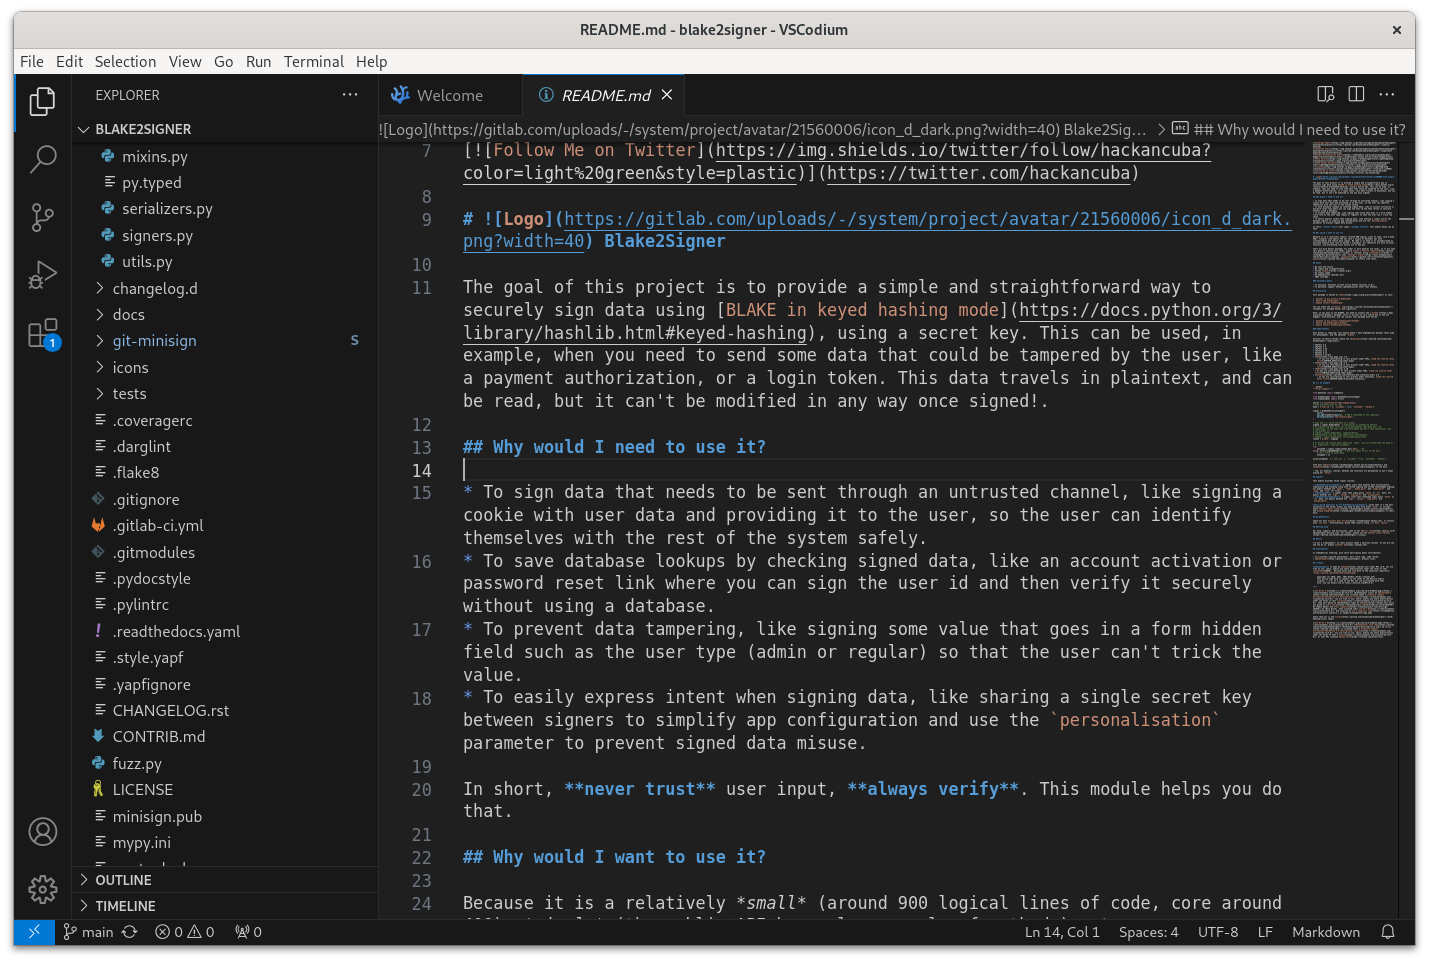 README.md - blake2signer - VSCodium
File Edit Selection View Go Run Terminal Help
EXPLORER
BLAKE2SIGNER
mixins.py
py.typed
serializers.py
signers.py
utils.py
changelog.d
docs
git-minisign S
icons
tests
.coveragerc
.darglint
.flake8
.gitignore
.gitlab-ci.yml
.gitmodules
.pydocstyle
.pylintrc
.readthedocs.yaml
.style.yapf
.yapfignore
CHANGELOG.rst
CONTRIB.md
fuzz.py
LICENSE
minisign.pub
mypy.ini
OUTLINE
TIMELINE
1
Welcome
README.md
![Logo](https://gitlab.com/uploads/-/system/project/avatar/21560006/icon_d_dark.png?width=40) Blake2Sig... > abc ## Why would I need to use it?
7 [![Follow Me on Twitter](https://img.shields.io/twitter/follow/hackancuba?
color=light%20green&style=plastic)](https://twitter.com/hackancuba)
8
9 # ![Logo](https://gitlab.com/uploads/-/system/project/avatar/21560006/icon_d_dark.
png?width=40) Blake2Signer
10
11 The goal of this project is to provide a simple and straightforward way to
securely sign data using [BLAKE in keyed hashing mode](https://docs.python.org/3/
library/hashlib.html#keyed-hashing), using a secret key. This can be used, in
example, when you need to send some data that could be tampered by the user, like
a payment authorization, or a login token. This data travels in plaintext, and can
be read, but it can't be modified in any way once signed!.
12
13 ## Why would I need to use it?
14
15 * To sign data that needs to be sent through an untrusted channel, like signing a
cookie with user data and providing it to the user, so the user can identify
themselves with the rest of the system safely.
16 * To save database lookups by checking signed data, like an account activation or
password reset link where you can sign the user id and then verify it securely
without using a database.
17 * To prevent data tampering, like signing some value that goes in a form hidden
field such as the user type (admin or regular) so that the user can't trick the
value.
18 * To easily express intent when signing data, like sharing a single secret key
between signers to simplify app configuration and use the `personalisation`
parameter to prevent signed data misuse.
19
20 In short, **never trust** user input, **always verify**. This module helps you do
that.
21
22 ## Why would I want to use it?
23
24 Because it is a relatively *small* (around 900 logical lines of code, core around
main 0 0 0
Ln 14, Col 1 Spaces: 4 UTF-8 LF Markdown